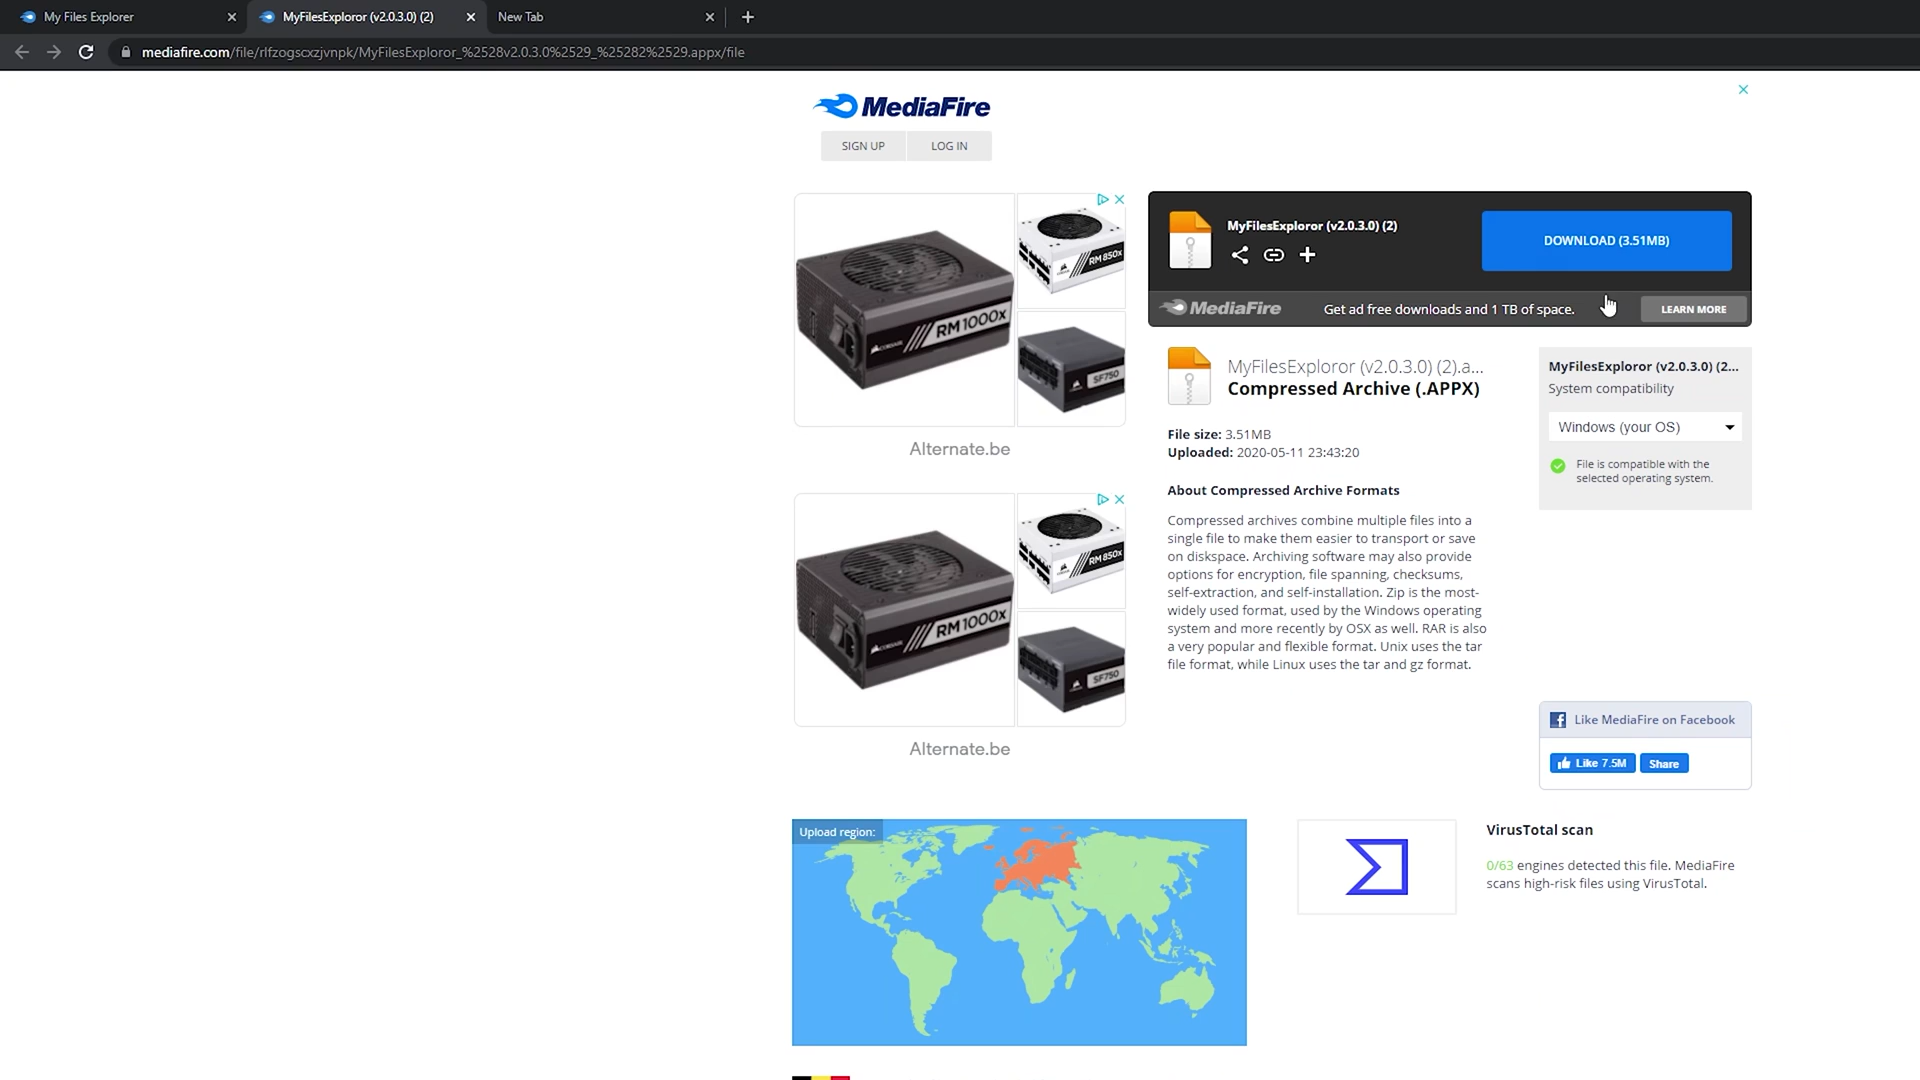 My Files Explorer
MyFilesExploror (v2.0.3.0) (2)
New Tab
mediafire.com/file/rlfzogscxzjvnpk/MyFilesExploror_%2528v2.0.3.0%2529_%25282%2529.appx/file
MediaFire
SIGN UP
LOG IN
RM 1000x
CORSAIR
RM 850x
SF750
Alternate.be
MyFilesExploror (v2.0.3.0) (2)
DOWNLOAD (3.51MB)
MediaFire
Get ad free downloads and 1 TB of space.
LEARN MORE
MyFilesExploror (v2.0.3.0) (2).a...
Compressed Archive (.APPX)
File size: 3.51MB
Uploaded: 2020-05-11 23:43:20
About Compressed Archive Formats
Compressed archives combine multiple files into a
single file to make them easier to transport or save
on diskspace. Archiving software may also provide
options for encryption, file spanning, checksums,
self-extraction, and self-installation. Zip is the most-
widely used format, used by the Windows operating
system and more recently by OSX as well. RAR is also
a very popular and flexible format. Unix uses the tar
file format, while Linux uses the tar and gz format.
MyFilesExploror (v2.0.3.0) (2...
System compatibility
Windows (your OS)
File is compatible with the
selected operating system.
RM 1000x
CORSAIR
RM 850x
SF750
Alternate.be
Like MediaFire on Facebook
Like 7.5M
Share
Upload region:
VirusTotal scan
0/63 engines detected this file. MediaFire
scans high-risk files using VirusTotal.